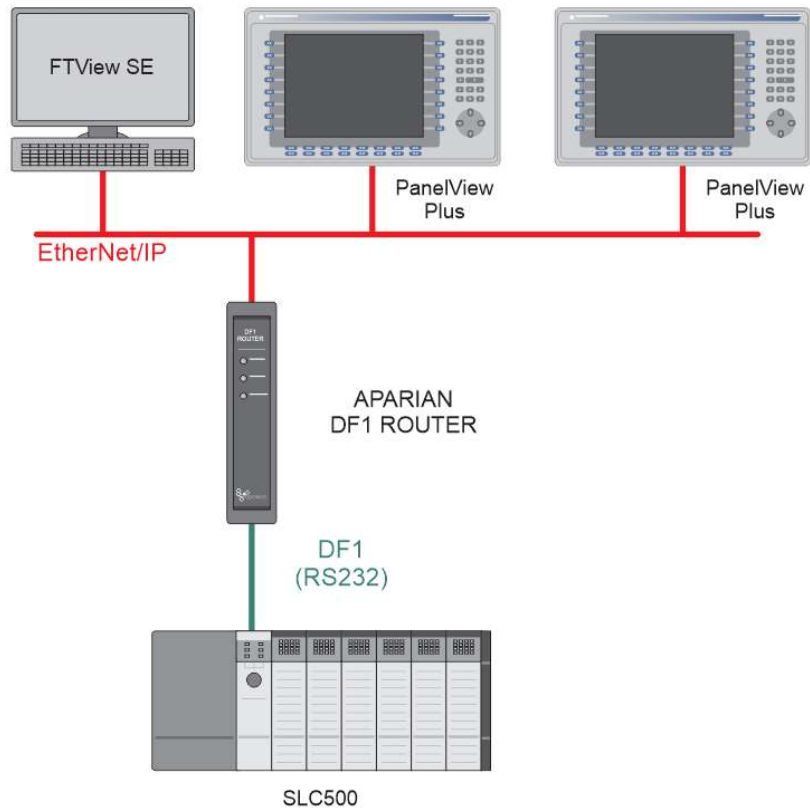 FTView SE
PanelView
Plus
PanelView
Plus
EtherNet/IP
DF1
ROUTER
APARIAN
DF1 ROUTER
DF1
(RS232)
SLC500